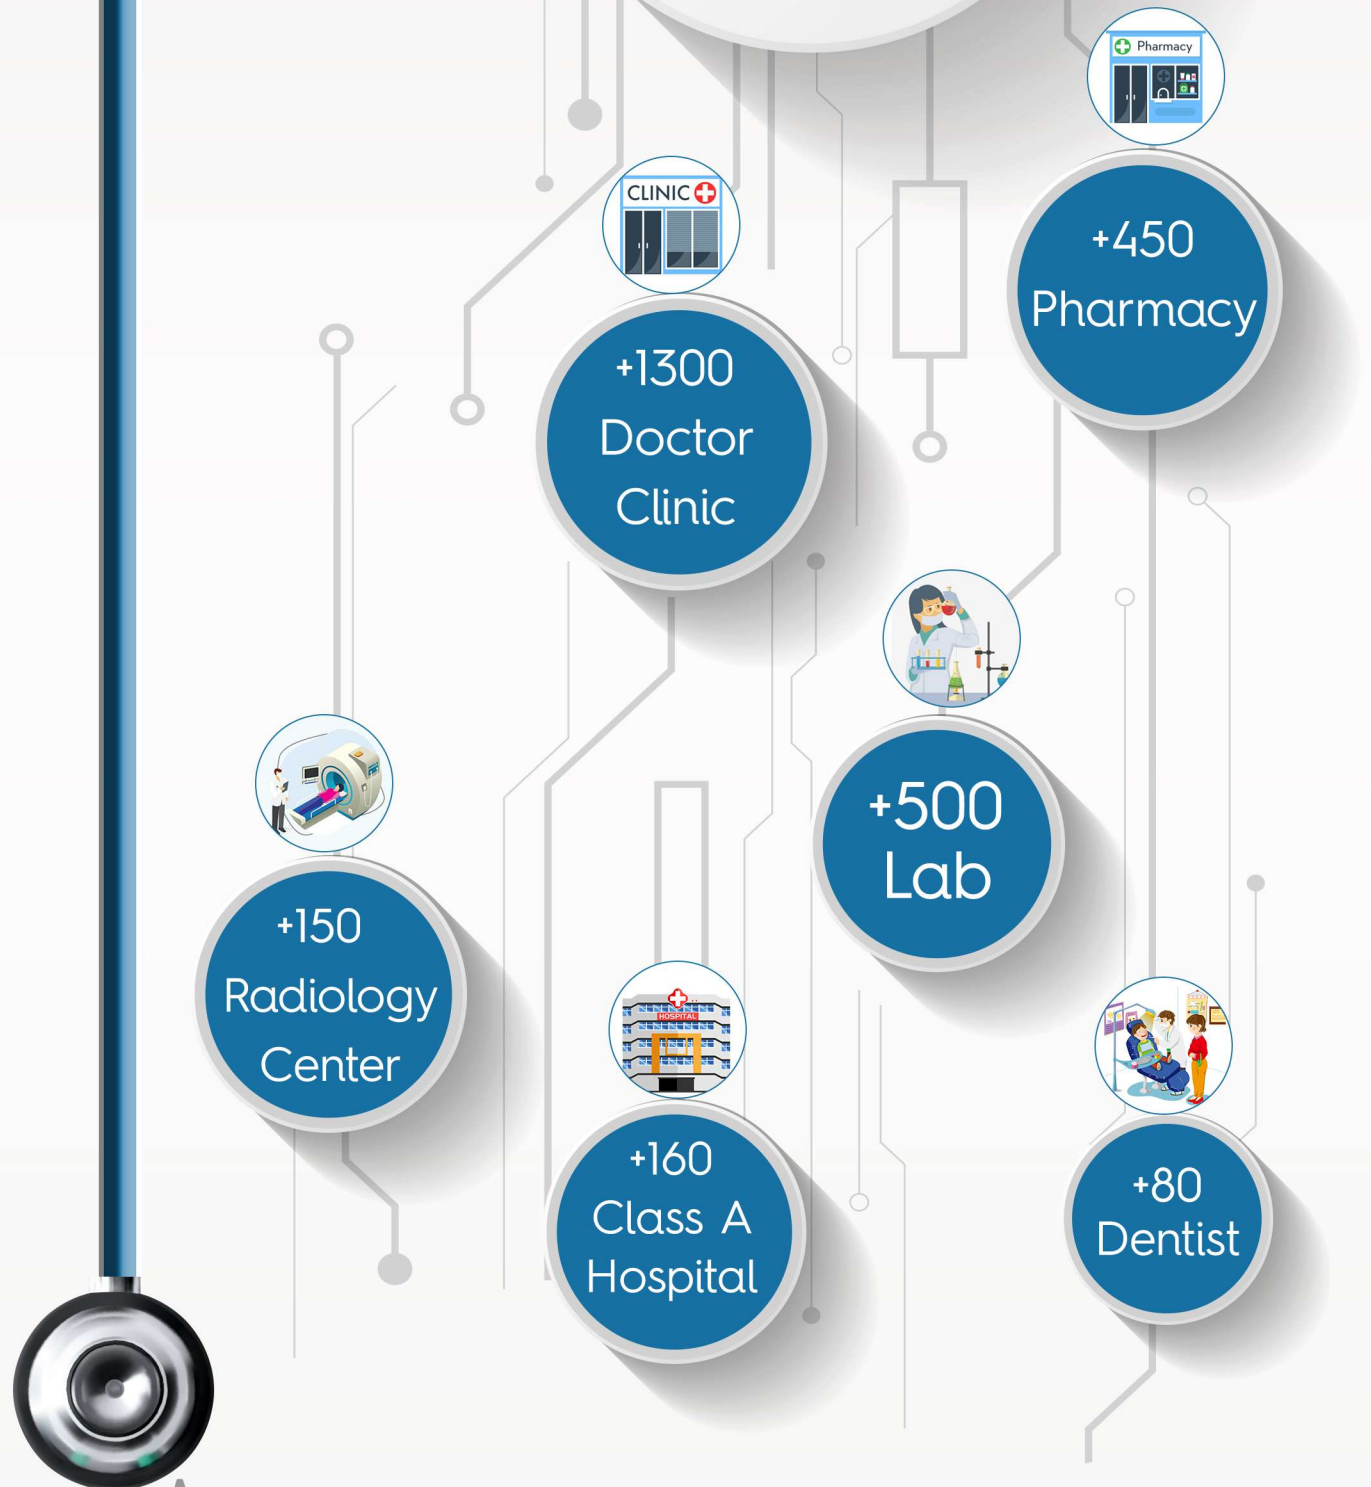 Pharmacy
+450
Pharmacy
CLINIC
+1300
Doctor
Clinic
+500
Lab
+150
Radiology
Center
HOSPITAL
+160
Class A
Hospital
+80
Dentist